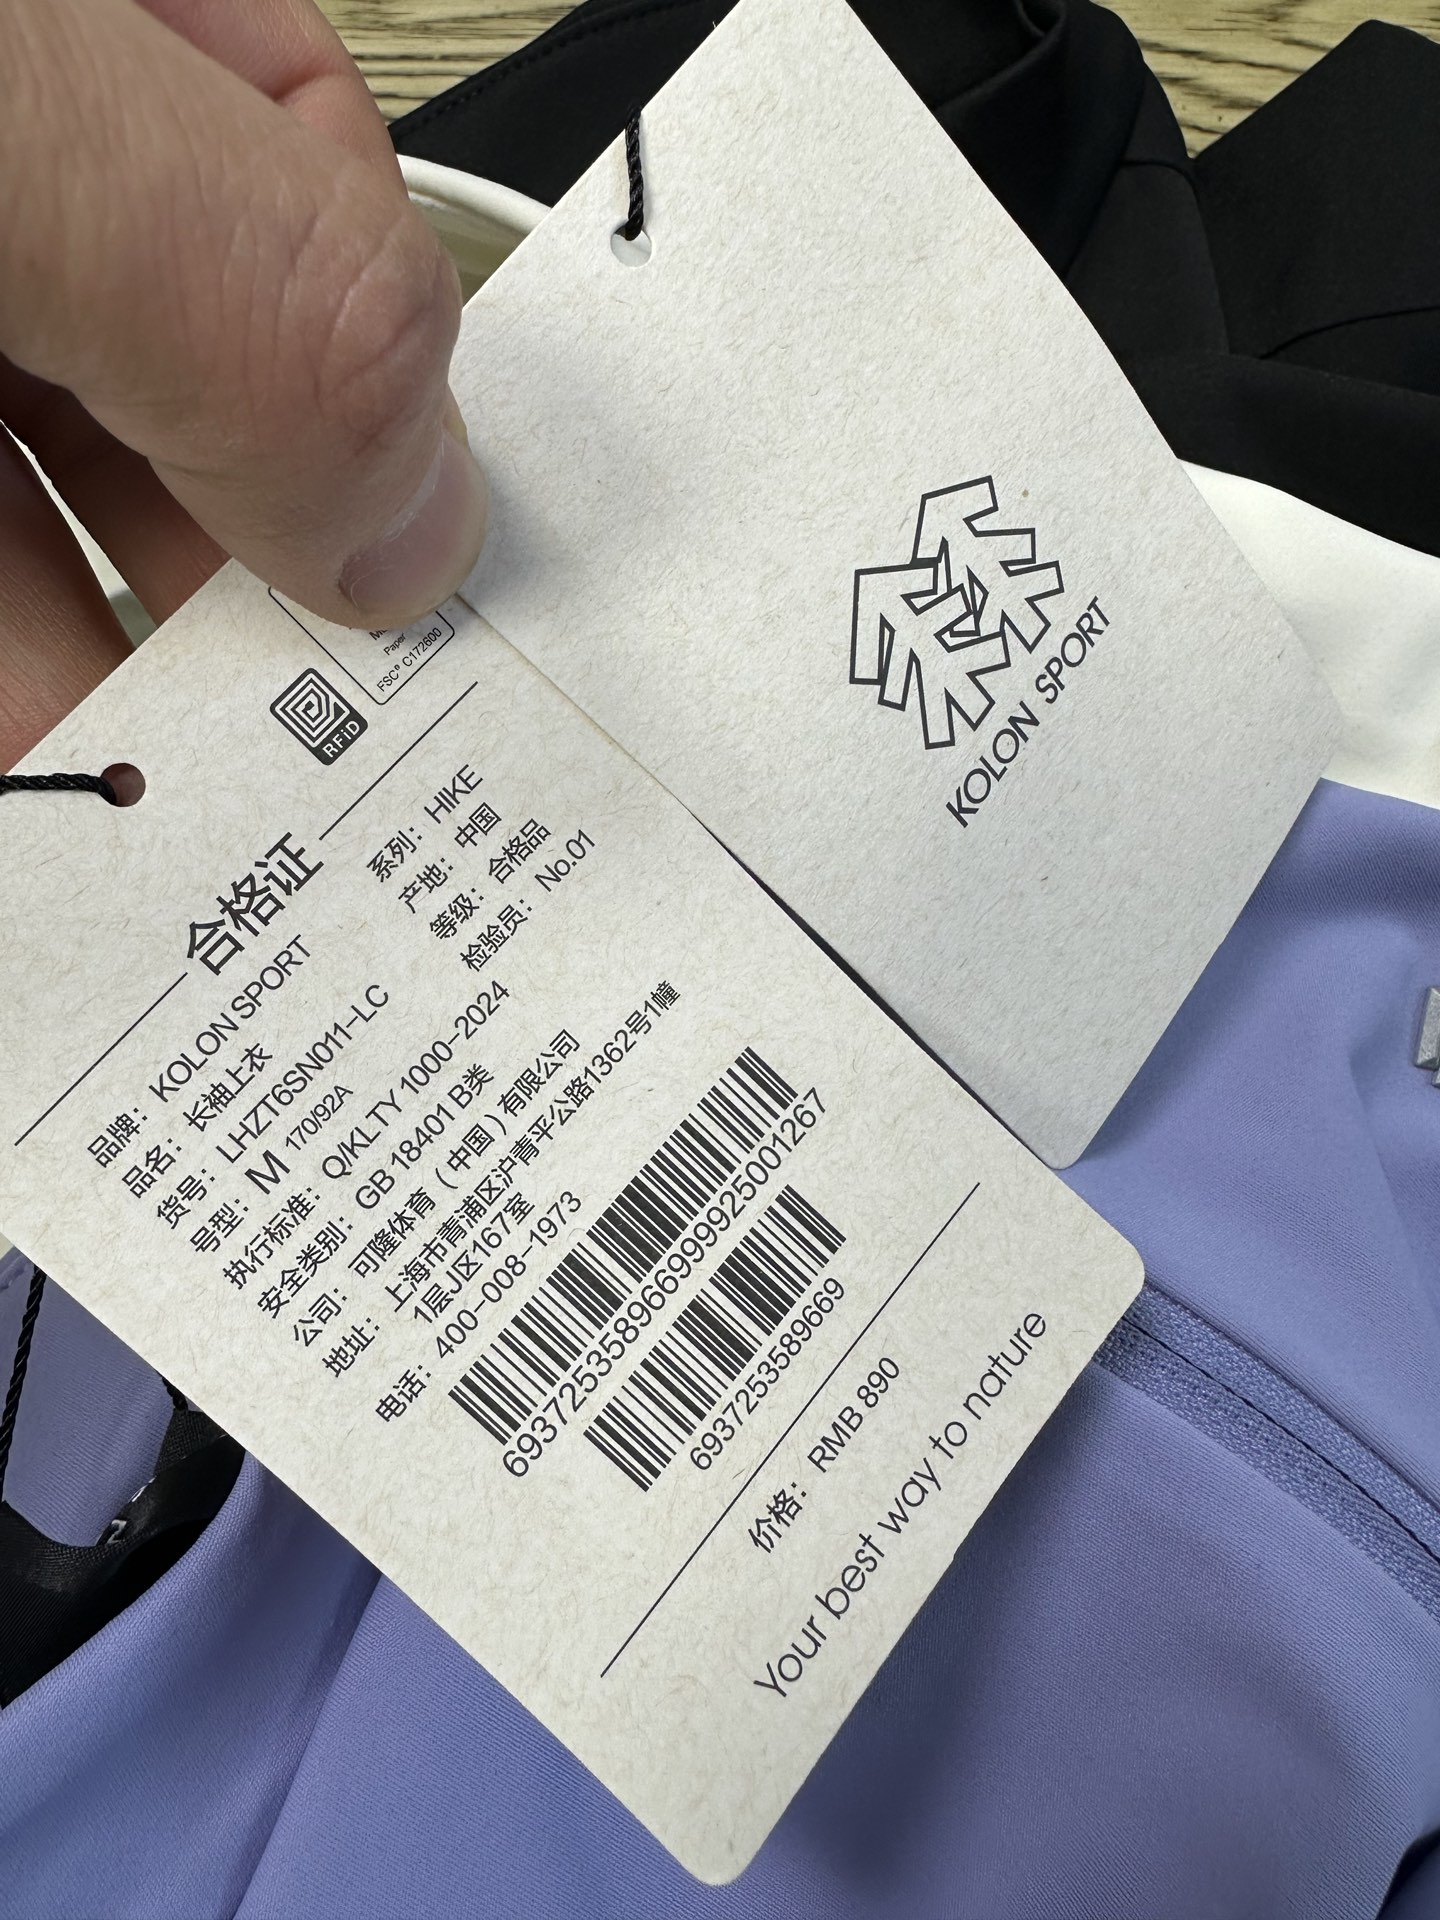 KOLON SPORT
Paper
FSC® C172600
RFiD
合格证
品牌：KOLON SPORT
系列：HIKE
品名：长袖上衣
产地：中国
货号：LHZT6SN011-LC
等级：合格品
号型：M 170/92A
检验员：No.01
执行标准：Q/KLTY 1000-2024
安全类别：GB 18401 B类
公司：可隆体育（中国）有限公司
地址：上海市青浦区沪青平公路1362号1幢
1层J区167室
电话：400-008-1973
69372535896699992​5001267
6937253589669
价格：RMB 890
Your best way to nature